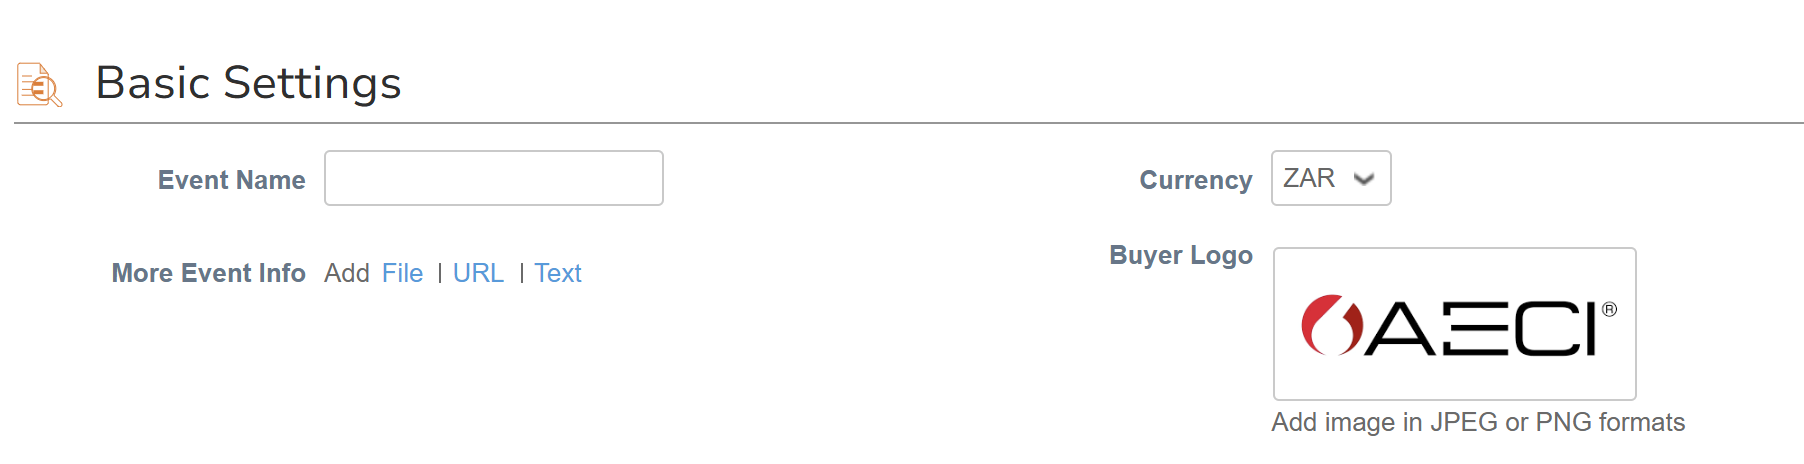 Basic Settings
Event Name
Currency ZAR
More Event Info Add File | URL | Text
Buyer Logo
AECI®
Add image in JPEG or PNG formats